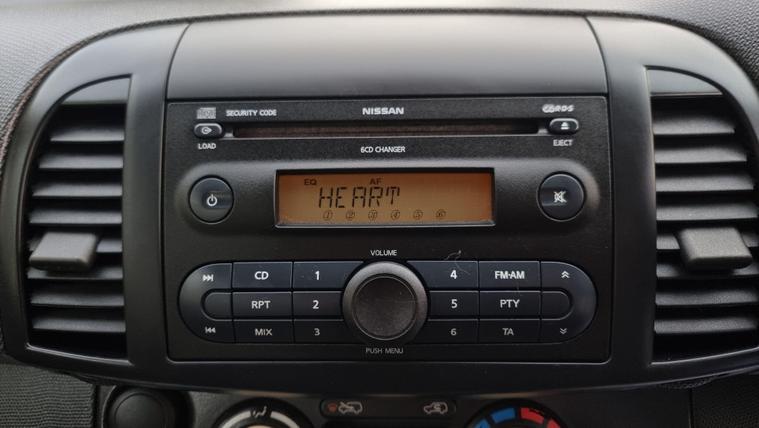 SECURITY CODE NISSAN RDS
LOAD 6CD CHANGER EJECT
EQ AF
HEART
1 2 3 4 5 6
VOLUME
CD 1 4 FM·AM
RPT 2 5 PTY
MIX 3 6 TA
PUSH MENU